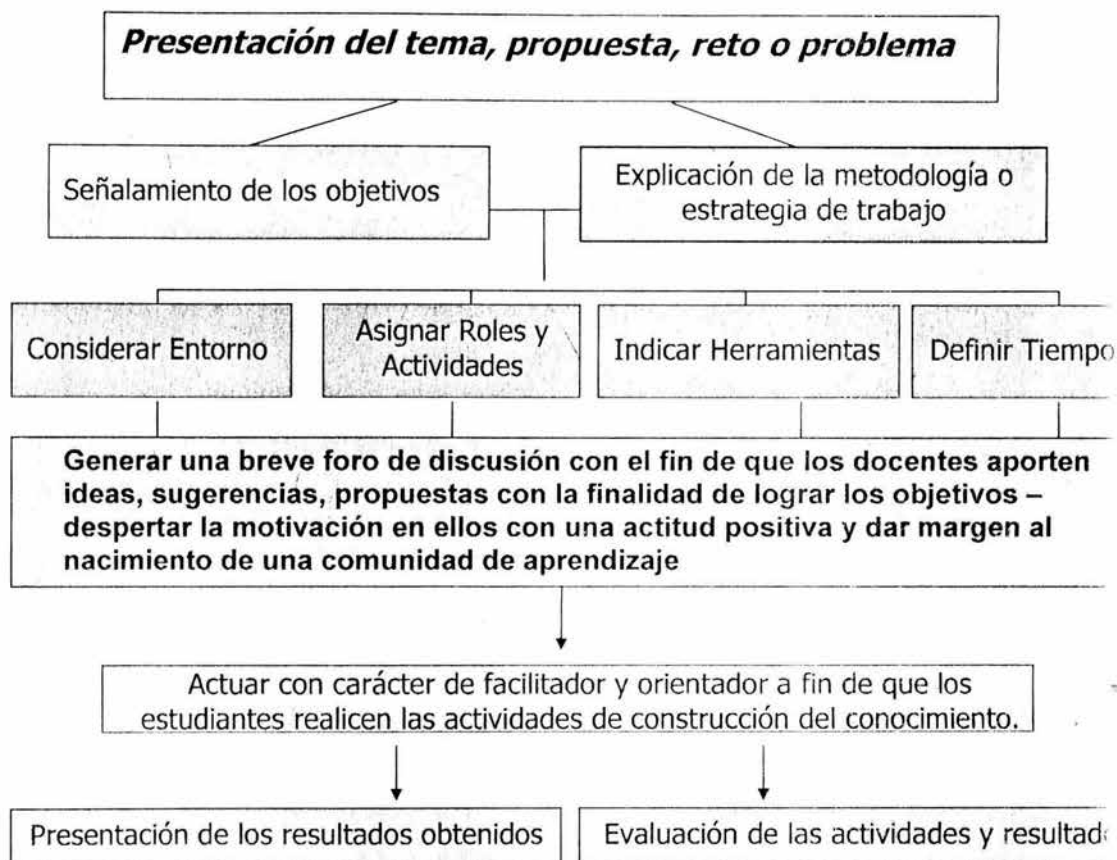 Presentación del tema, propuesta, reto o problema
Señalamiento de los objetivos
Explicación de la metodología o
estrategia de trabajo
Considerar Entorno
Asignar Roles y
Actividades
Indicar Herramientas
Definir Tiempo
Generar una breve foro de discusión con el fin de que los docentes aporten
ideas, sugerencias, propuestas con la finalidad de lograr los objetivos –
despertar la motivación en ellos con una actitud positiva y dar margen al
nacimiento de una comunidad de aprendizaje
Actuar con carácter de facilitador y orientador a fin de que los
estudiantes realicen las actividades de construcción del conocimiento.
Presentación de los resultados obtenidos
Evaluación de las actividades y resultad